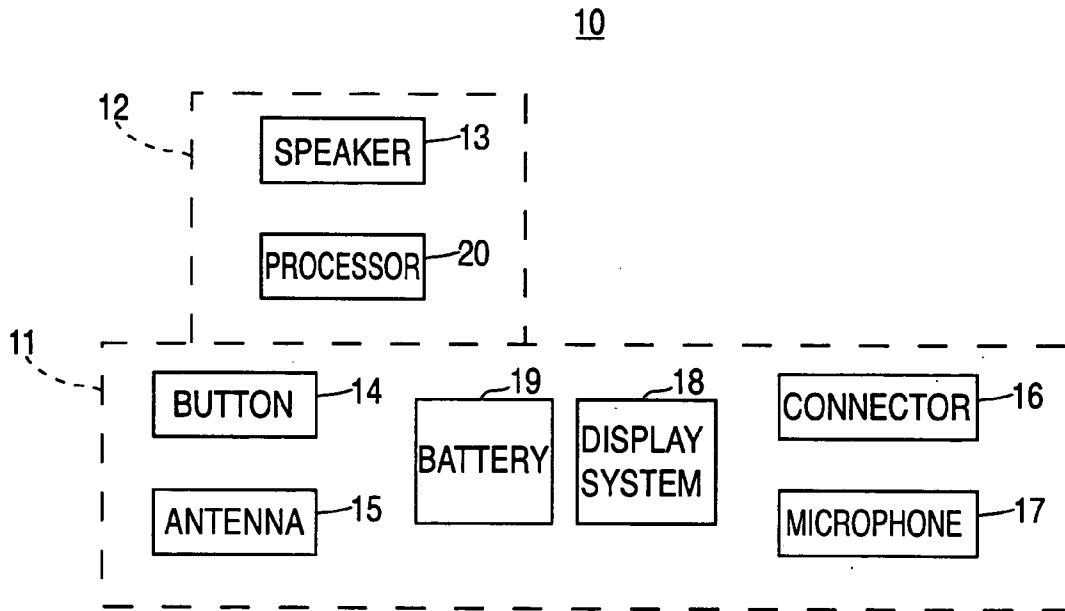 10
12
SPEAKER
13
PROCESSOR
20
11
BUTTON
14
19
BATTERY
18
DISPLAY
SYSTEM
CONNECTOR
16
ANTENNA
15
MICROPHONE
17